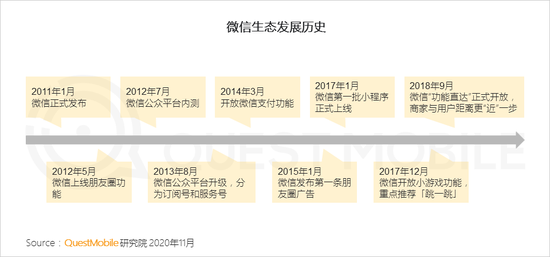 微信生态发展历史
2011年1月
微信正式发布
2012年7月
微信公众平台内测
2014年3月
开放微信支付功能
2017年1月
微信第一批小程序
正式上线
2018年9月
微信“功能直达”正式开放，
商家与用户距离更“近”一步
QUEST MOBILE
2012年5月
微信上线朋友圈功
能
2013年8月
微信公众平台升级，分
为订阅号和服务号
2015年1月
微信发布第一条朋
友圈广告
2017年12月
微信开放小游戏功能，
重点推荐「跳一跳」
Source：QuestMobile 研究院 2020年11月